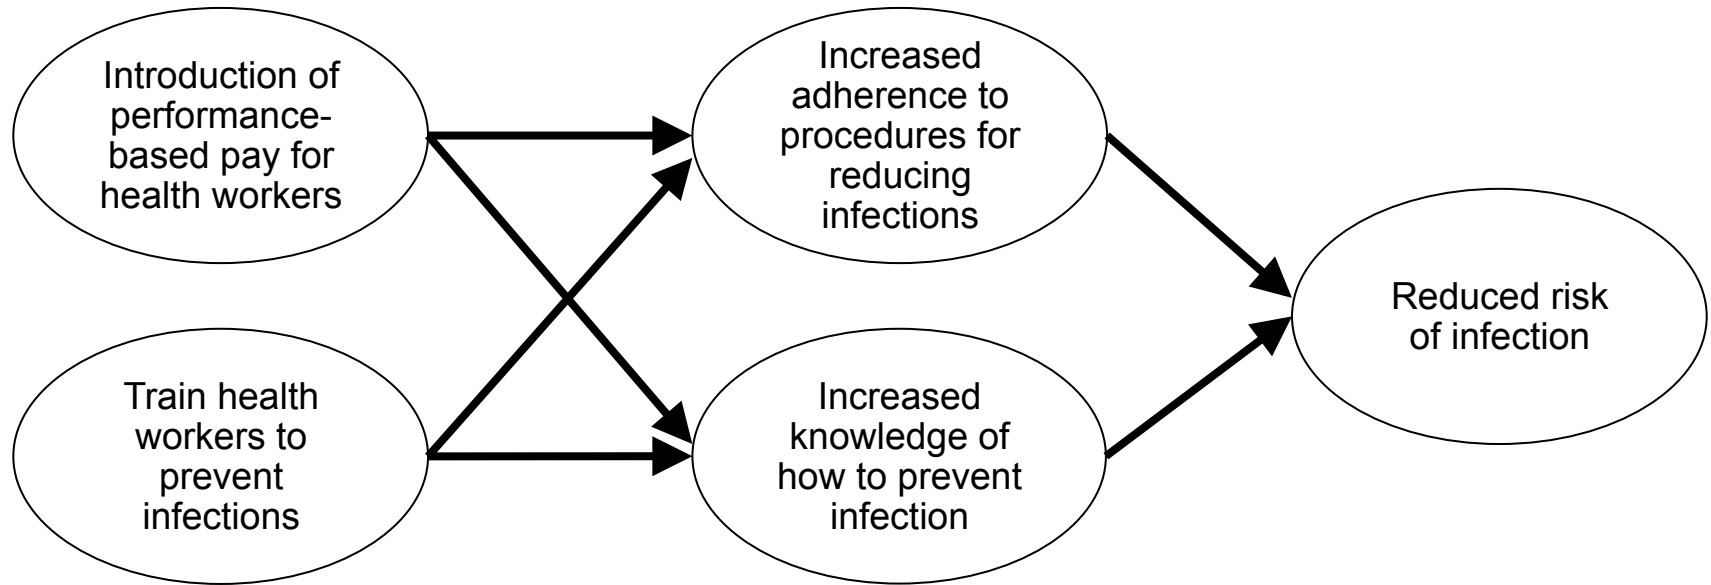 Introduction of
performance-
based pay for
health workers
Increased
adherence to
procedures for
reducing
infections
Train health
workers to
prevent
infections
Increased
knowledge of
how to prevent
infection
Reduced risk
of infection